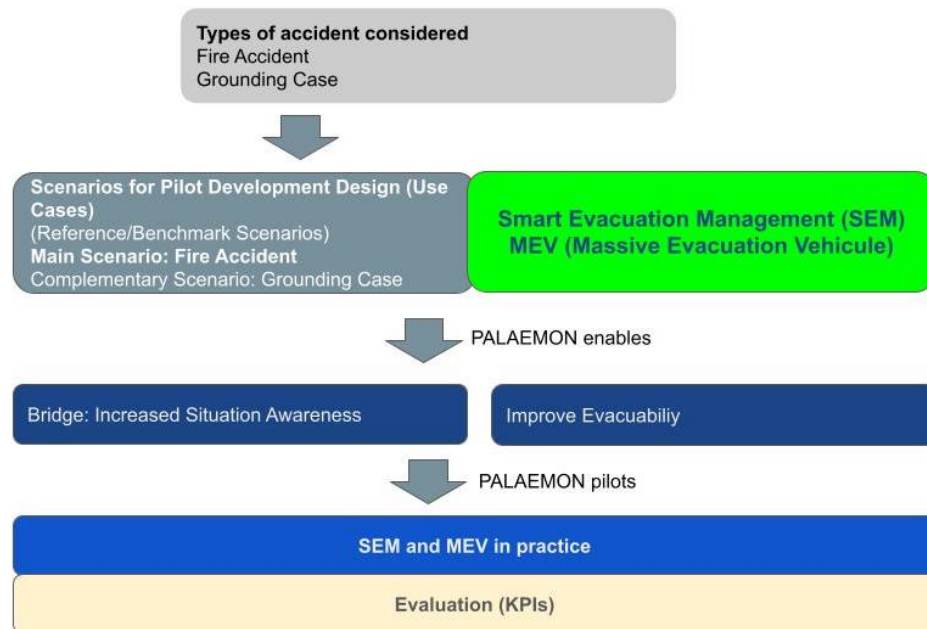 Types of accident considered
Fire Accident
Grounding Case
Scenarios for Pilot Development Design (Use
Cases)
(Reference/Benchmark Scenarios)
Main Scenario: Fire Accident
Complementary Scenario: Grounding Case
Smart Evacuation Management (SEM)
MEV (Massive Evacuation Vehicule)
PALAEMON enables
Bridge: Increased Situation Awareness
Improve Evacuabiliy
PALAEMON pilots
SEM and MEV in practice
Evaluation (KPIs)